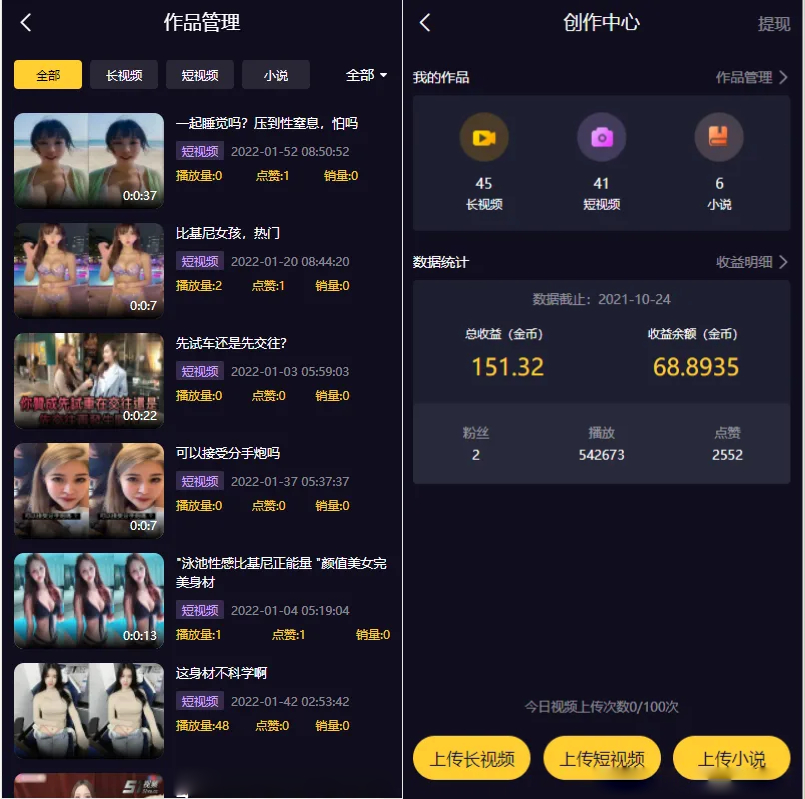 作品管理
全部
长视频
短视频
小说
全部
一起睡觉吗？压到性窒息，怕吗
短视频 2022-01-52 08:50:52
播放量:0 点赞:1 销量:0
0:0:37
比基尼女孩，热门
短视频 2022-01-20 08:44:20
播放量:2 点赞:1 销量:0
0:0:7
先试车还是先交往？
短视频 2022-01-03 05:59:03
播放量:0 点赞:0 销量:0
你贊成先試車在交往還是
0:0:22
可以接受分手炮吗
短视频 2022-01-37 05:37:37
播放量:0 点赞:0 销量:0
0:0:7
"泳池性感比基尼正能量 "颜值美女完
美身材
短视频 2022-01-04 05:19:04
播放量:1 点赞:1 销量:0
0:0:13
这身材不科学啊
短视频 2022-01-42 02:53:42
播放量:48 点赞:0 销量:0
创作中心
提现
我的作品
作品管理
45
长视频
41
短视频
6
小说
数据统计
收益明细
数据截止：2021-10-24
总收益（金币）
151.32
收益余额（金币）
68.8935
粉丝
2
播放
542673
点赞
2552
今日视频上传次数0/100次
上传长视频
上传短视频
上传小说